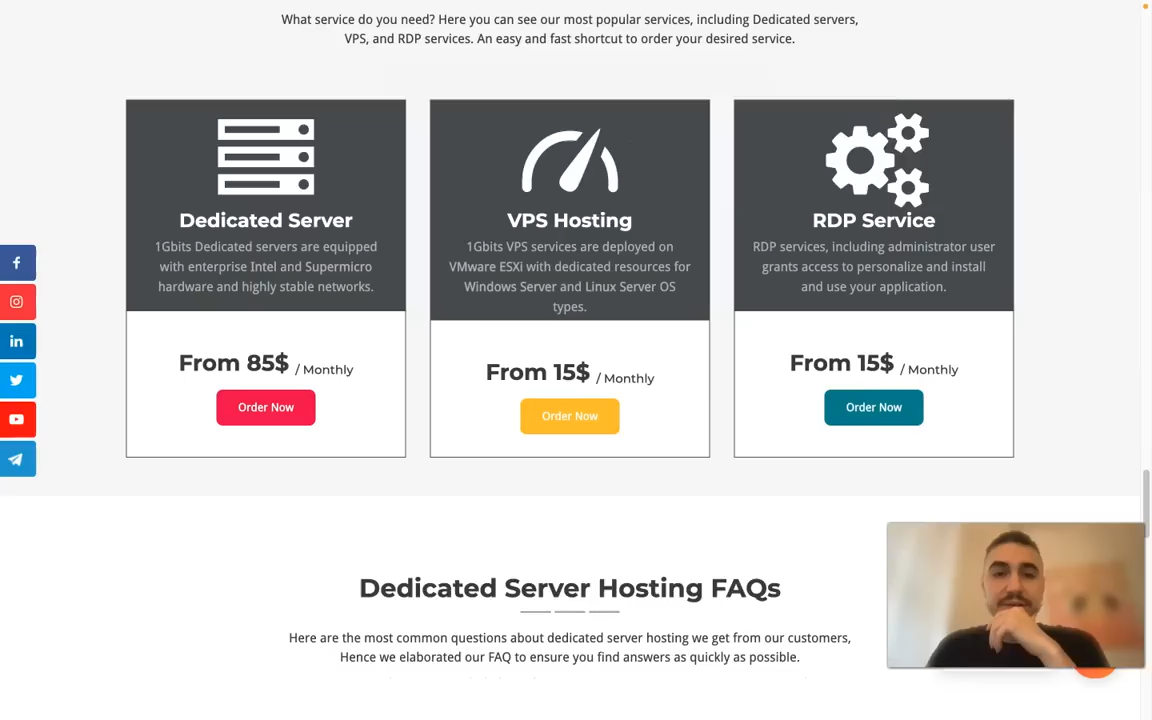 What service do you need? Here you can see our most popular services, including Dedicated servers,
VPS, and RDP services. An easy and fast shortcut to order your desired service.
Dedicated Server
1Gbits Dedicated servers are equipped
with enterprise Intel and Supermicro
hardware and highly stable networks.
From 85$ / Monthly
Order Now
VPS Hosting
1Gbits VPS services are deployed on
VMware ESXi with dedicated resources for
Windows Server and Linux Server OS
types.
From 15$ / Monthly
Order Now
RDP Service
RDP services, including administrator user
grants access to personalize and install
and use your application.
From 15$ / Monthly
Order Now
Dedicated Server Hosting FAQs
Here are the most common questions about dedicated server hosting we get from our customers,
Hence we elaborated our FAQ to ensure you find answers as quickly as possible.